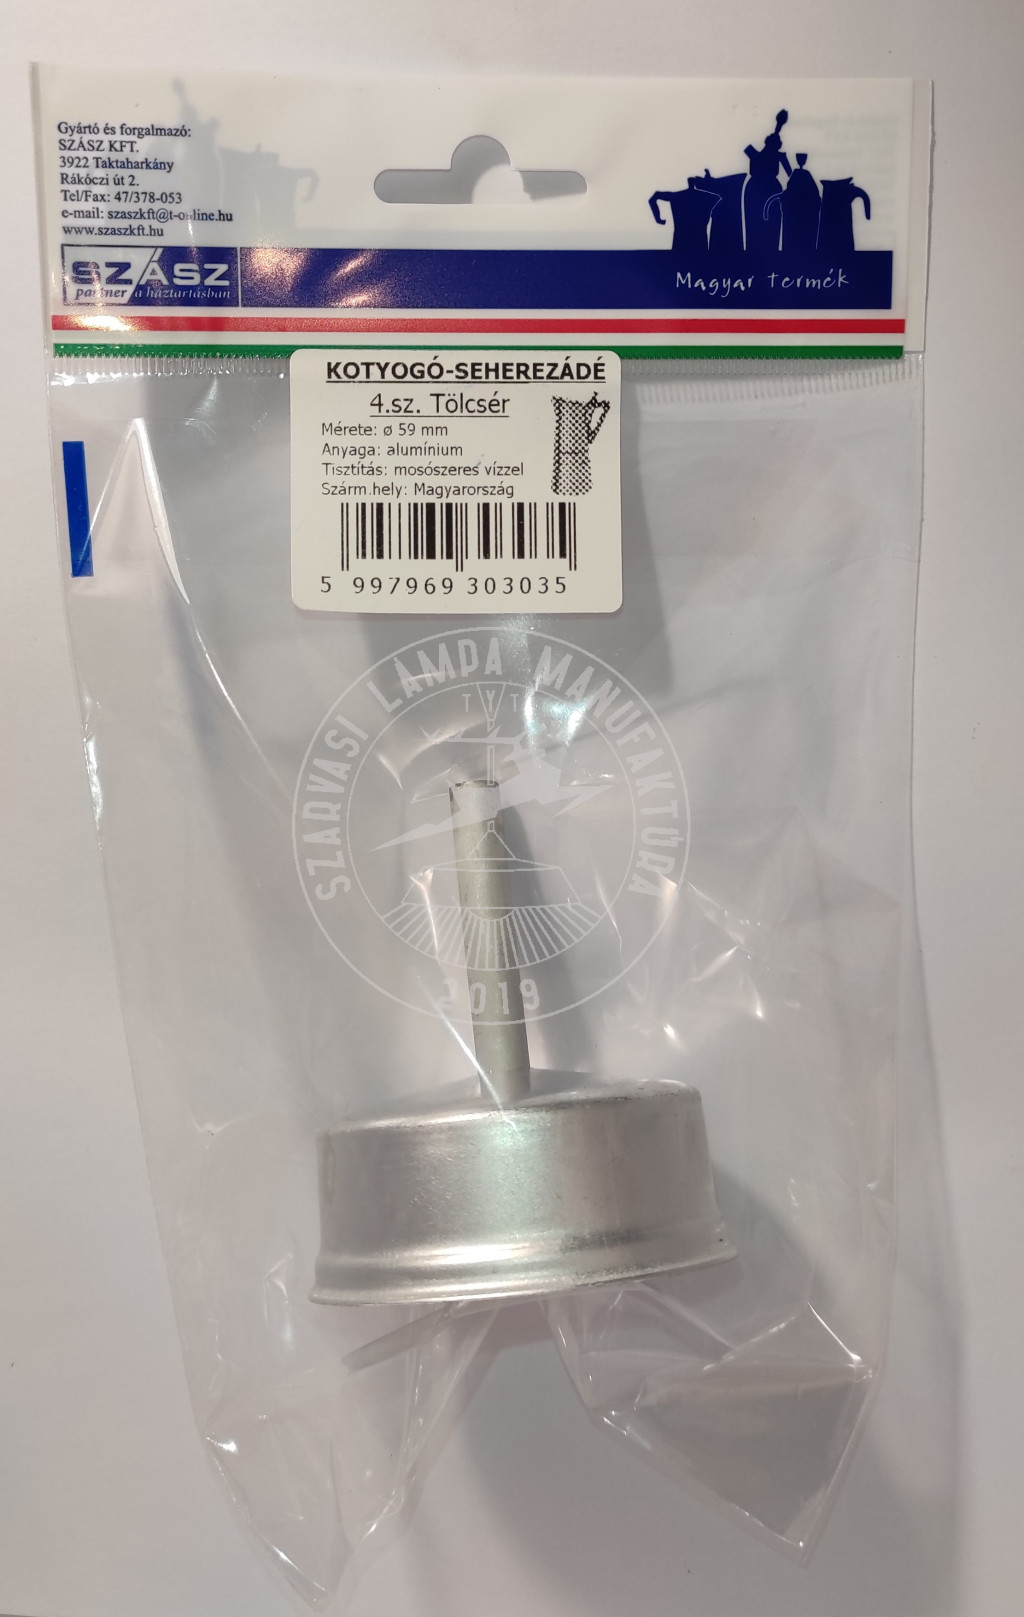 Gyártó és forgalmazó:
SZÁSZ KFT.
3922 Taktaharkány
Rákóczi út 2.
Tel/Fax: 47/378-053
e-mail: szaszkft@t-online.hu
www.szaszkft.hu
SZÁSZ
partner a háztartásban
Magyar termék
KOTYOGÓ-SEHEREZÁDÉ
4.sz. Tölcsér
Mérete: ø 59 mm
Anyaga: alumínium
Tisztítás: mosószeres vízzel
Szárm.hely: Magyarország
5 997969 303035
SZARVASI LÁMPA MANUFAKTÚRA
2019